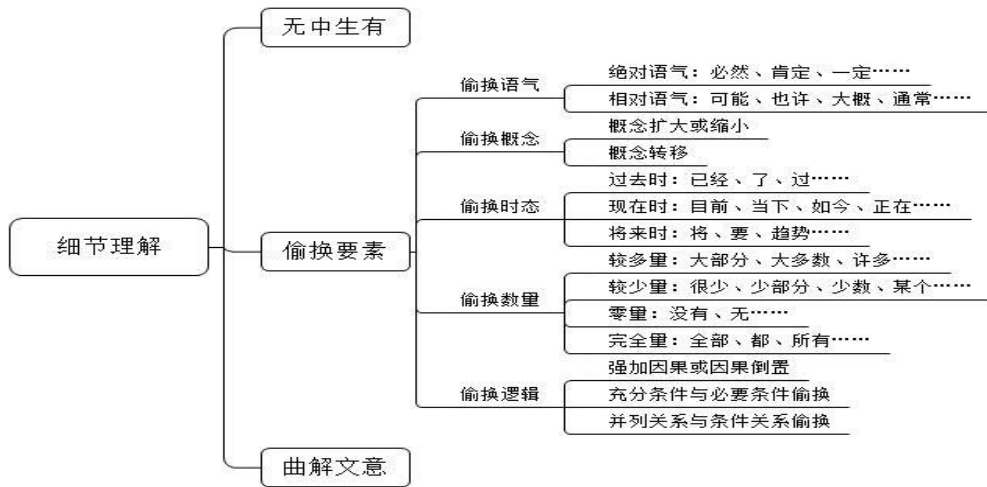 无中生有
偷换语气
绝对语气：必然、肯定、一定……
相对语气：可能、也许、大概、通常……
偷换概念
概念扩大或缩小
概念转移
偷换时态
过去时：已经、了、过……
现在时：目前、当下、如今、正在……
将来时：将、要、趋势……
细节理解
偷换要素
偷换数量
较多量：大部分、大多数、许多……
较少量：很少、少部分、少数、某个……
零量：没有、无……
完全量：全部、都、所有……
偷换逻辑
强加因果或因果倒置
充分条件与必要条件偷换
并列关系与条件关系偷换
曲解文意